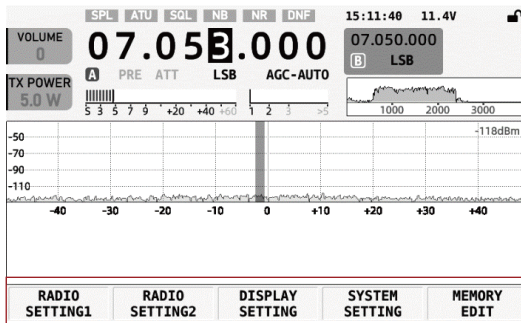 SPL ATU SQL NB NR DNF 15:11:40 11.4V
VOLUME
0
07.053.000
07.050.000
B LSB
A PRE ATT LSB AGC-AUTO
TX POWER
5.0 W
S 3 5 7 9 +20 +40 +60
1 2 3 >5
1000 2000 3000
-118dBm
-50
-70
-90
-110
-40 -30 -20 -10 0 +10 +20 +30 +40
RADIO SETTING1
RADIO SETTING2
DISPLAY SETTING
SYSTEM SETTING
MEMORY EDIT